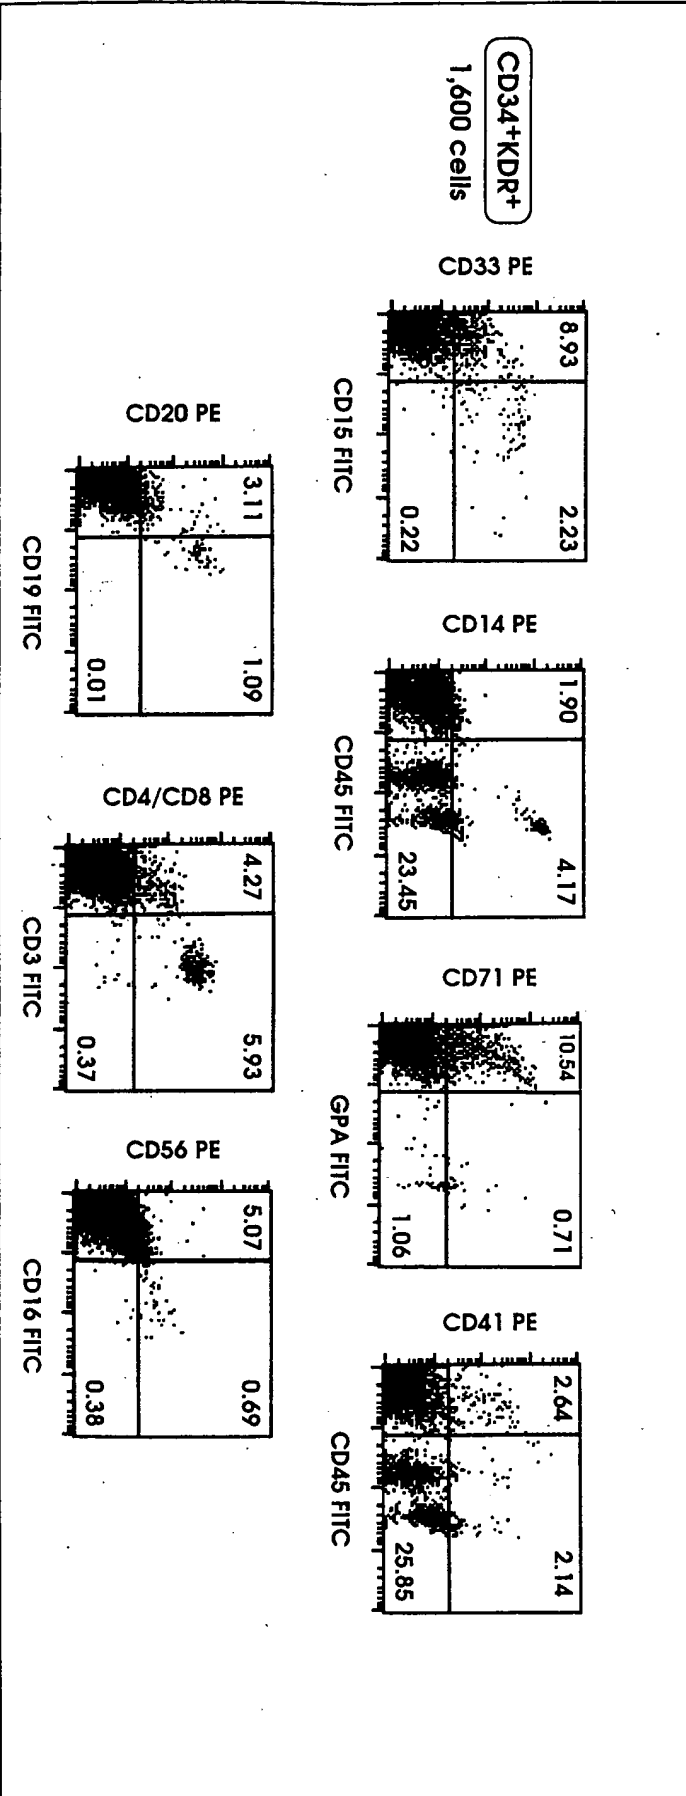 CD34⁺KDR⁺
1,600 cells
CD33 PE
8.93
2.23
0.22
CD15 FITC
CD14 PE
1.90
4.17
23.45
CD45 FITC
CD71 PE
10.54
0.71
1.06
GPA FITC
CD41 PE
2.64
2.14
25.85
CD45 FITC
CD20 PE
3.11
1.09
0.01
CD19 FITC
CD4/CD8 PE
4.27
5.93
0.37
CD3 FITC
CD56 PE
5.07
0.69
0.38
CD16 FITC